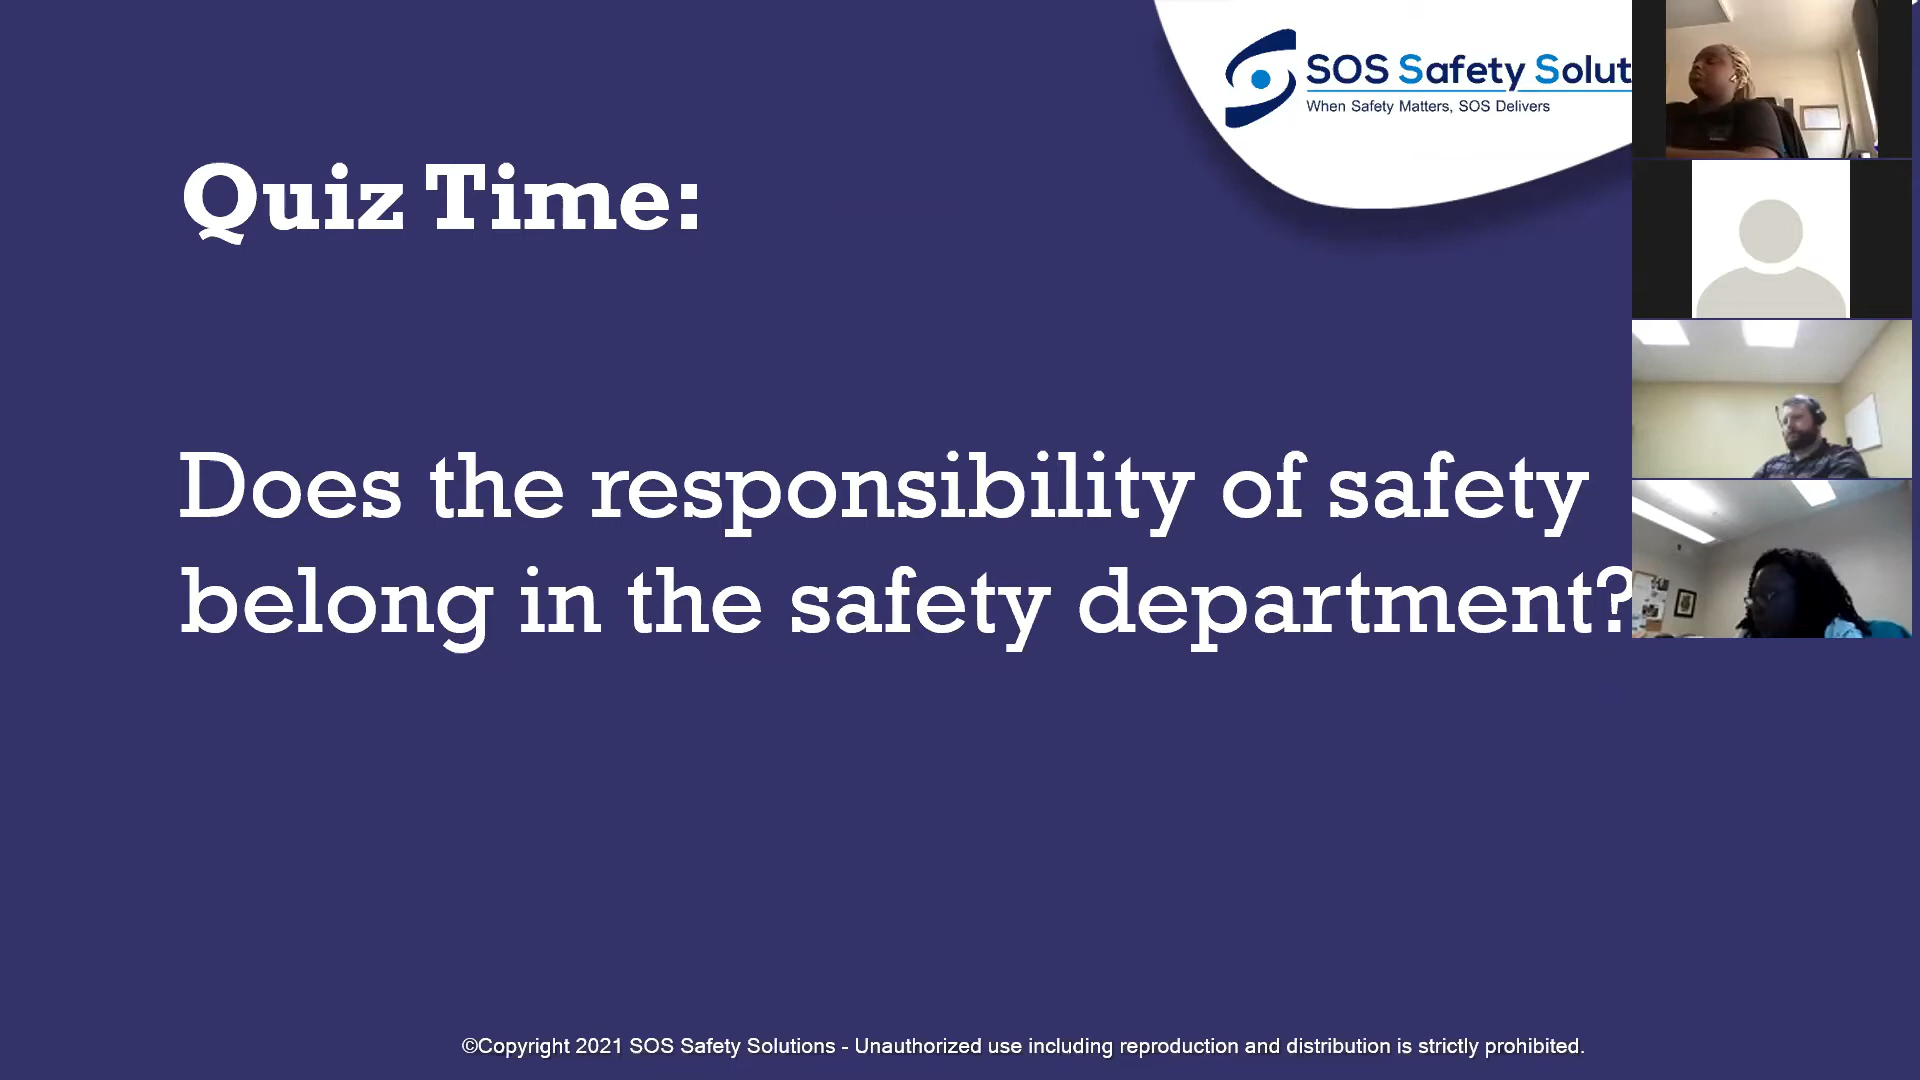 SOS Safety Solut
When Safety Matters, SOS Delivers
Quiz Time:
Does the responsibility of safety
belong in the safety department?
©Copyright 2021 SOS Safety Solutions - Unauthorized use including reproduction and distribution is strictly prohibited.